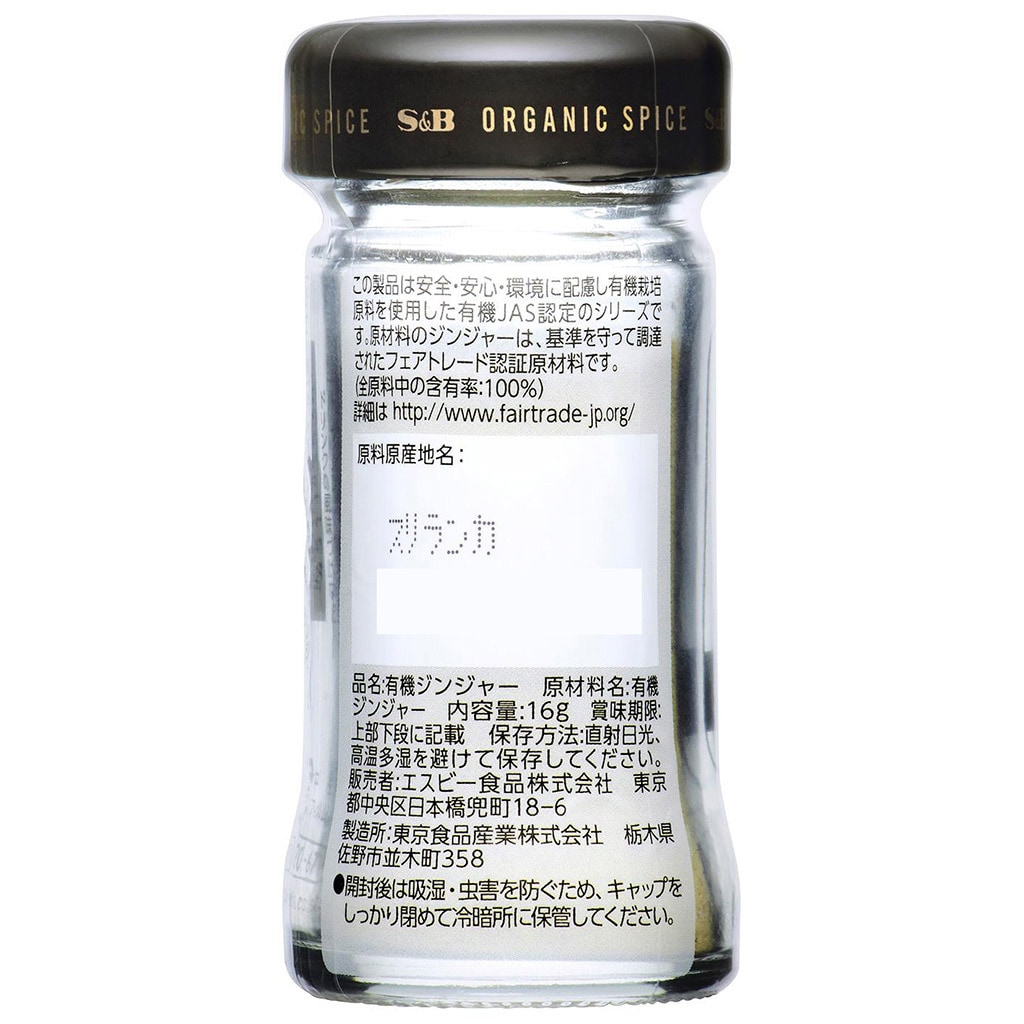 SPICE S&B ORGANIC SPICE
この製品は安全・安心・環境に配慮し有機栽培
原料を使用した有機JAS認定のシリーズで
す。原材料のジンジャーは、基準を守って調達
されたフェアトレード認証原材料です。
(全原料中の含有率:100%)
詳細は http://www.fairtrade-jp.org/
原料原産地名：
スリランカ
品名:有機ジンジャー 原材料名:有機
ジンジャー 内容量:16g 賞味期限:
上部下段に記載 保存方法:直射日光、
高温多湿を避けて保存してください。
販売者:エスビー食品株式会社 東京
都中央区日本橋兜町18-6
製造所:東京食品産業株式会社 栃木県
佐野市並木町358
●開封後は吸湿・虫害を防ぐため、キャップを
しっかり閉めて冷暗所に保管してください。